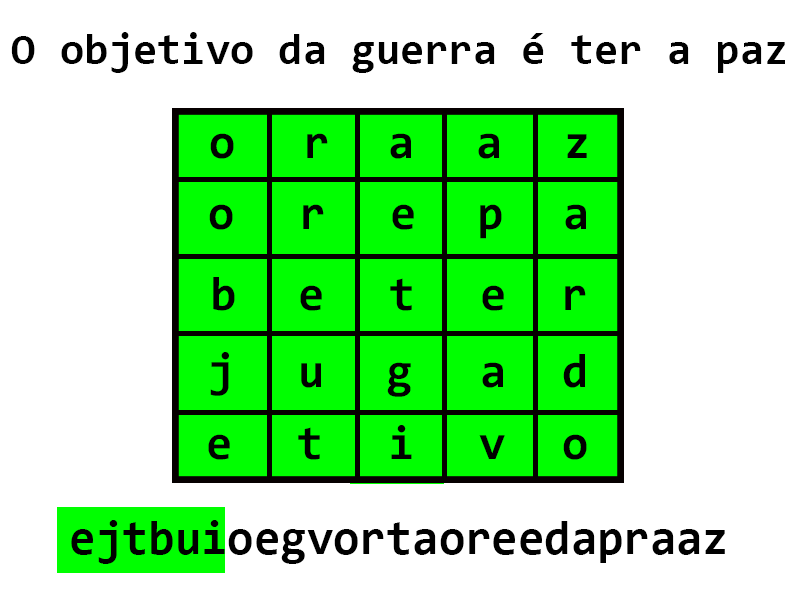 O objetivo da guerra é ter a paz
o r a a z
o r e p a
b e t e r
j u g a d
e t i v o
ejtbuioegvortaoreedapraaz